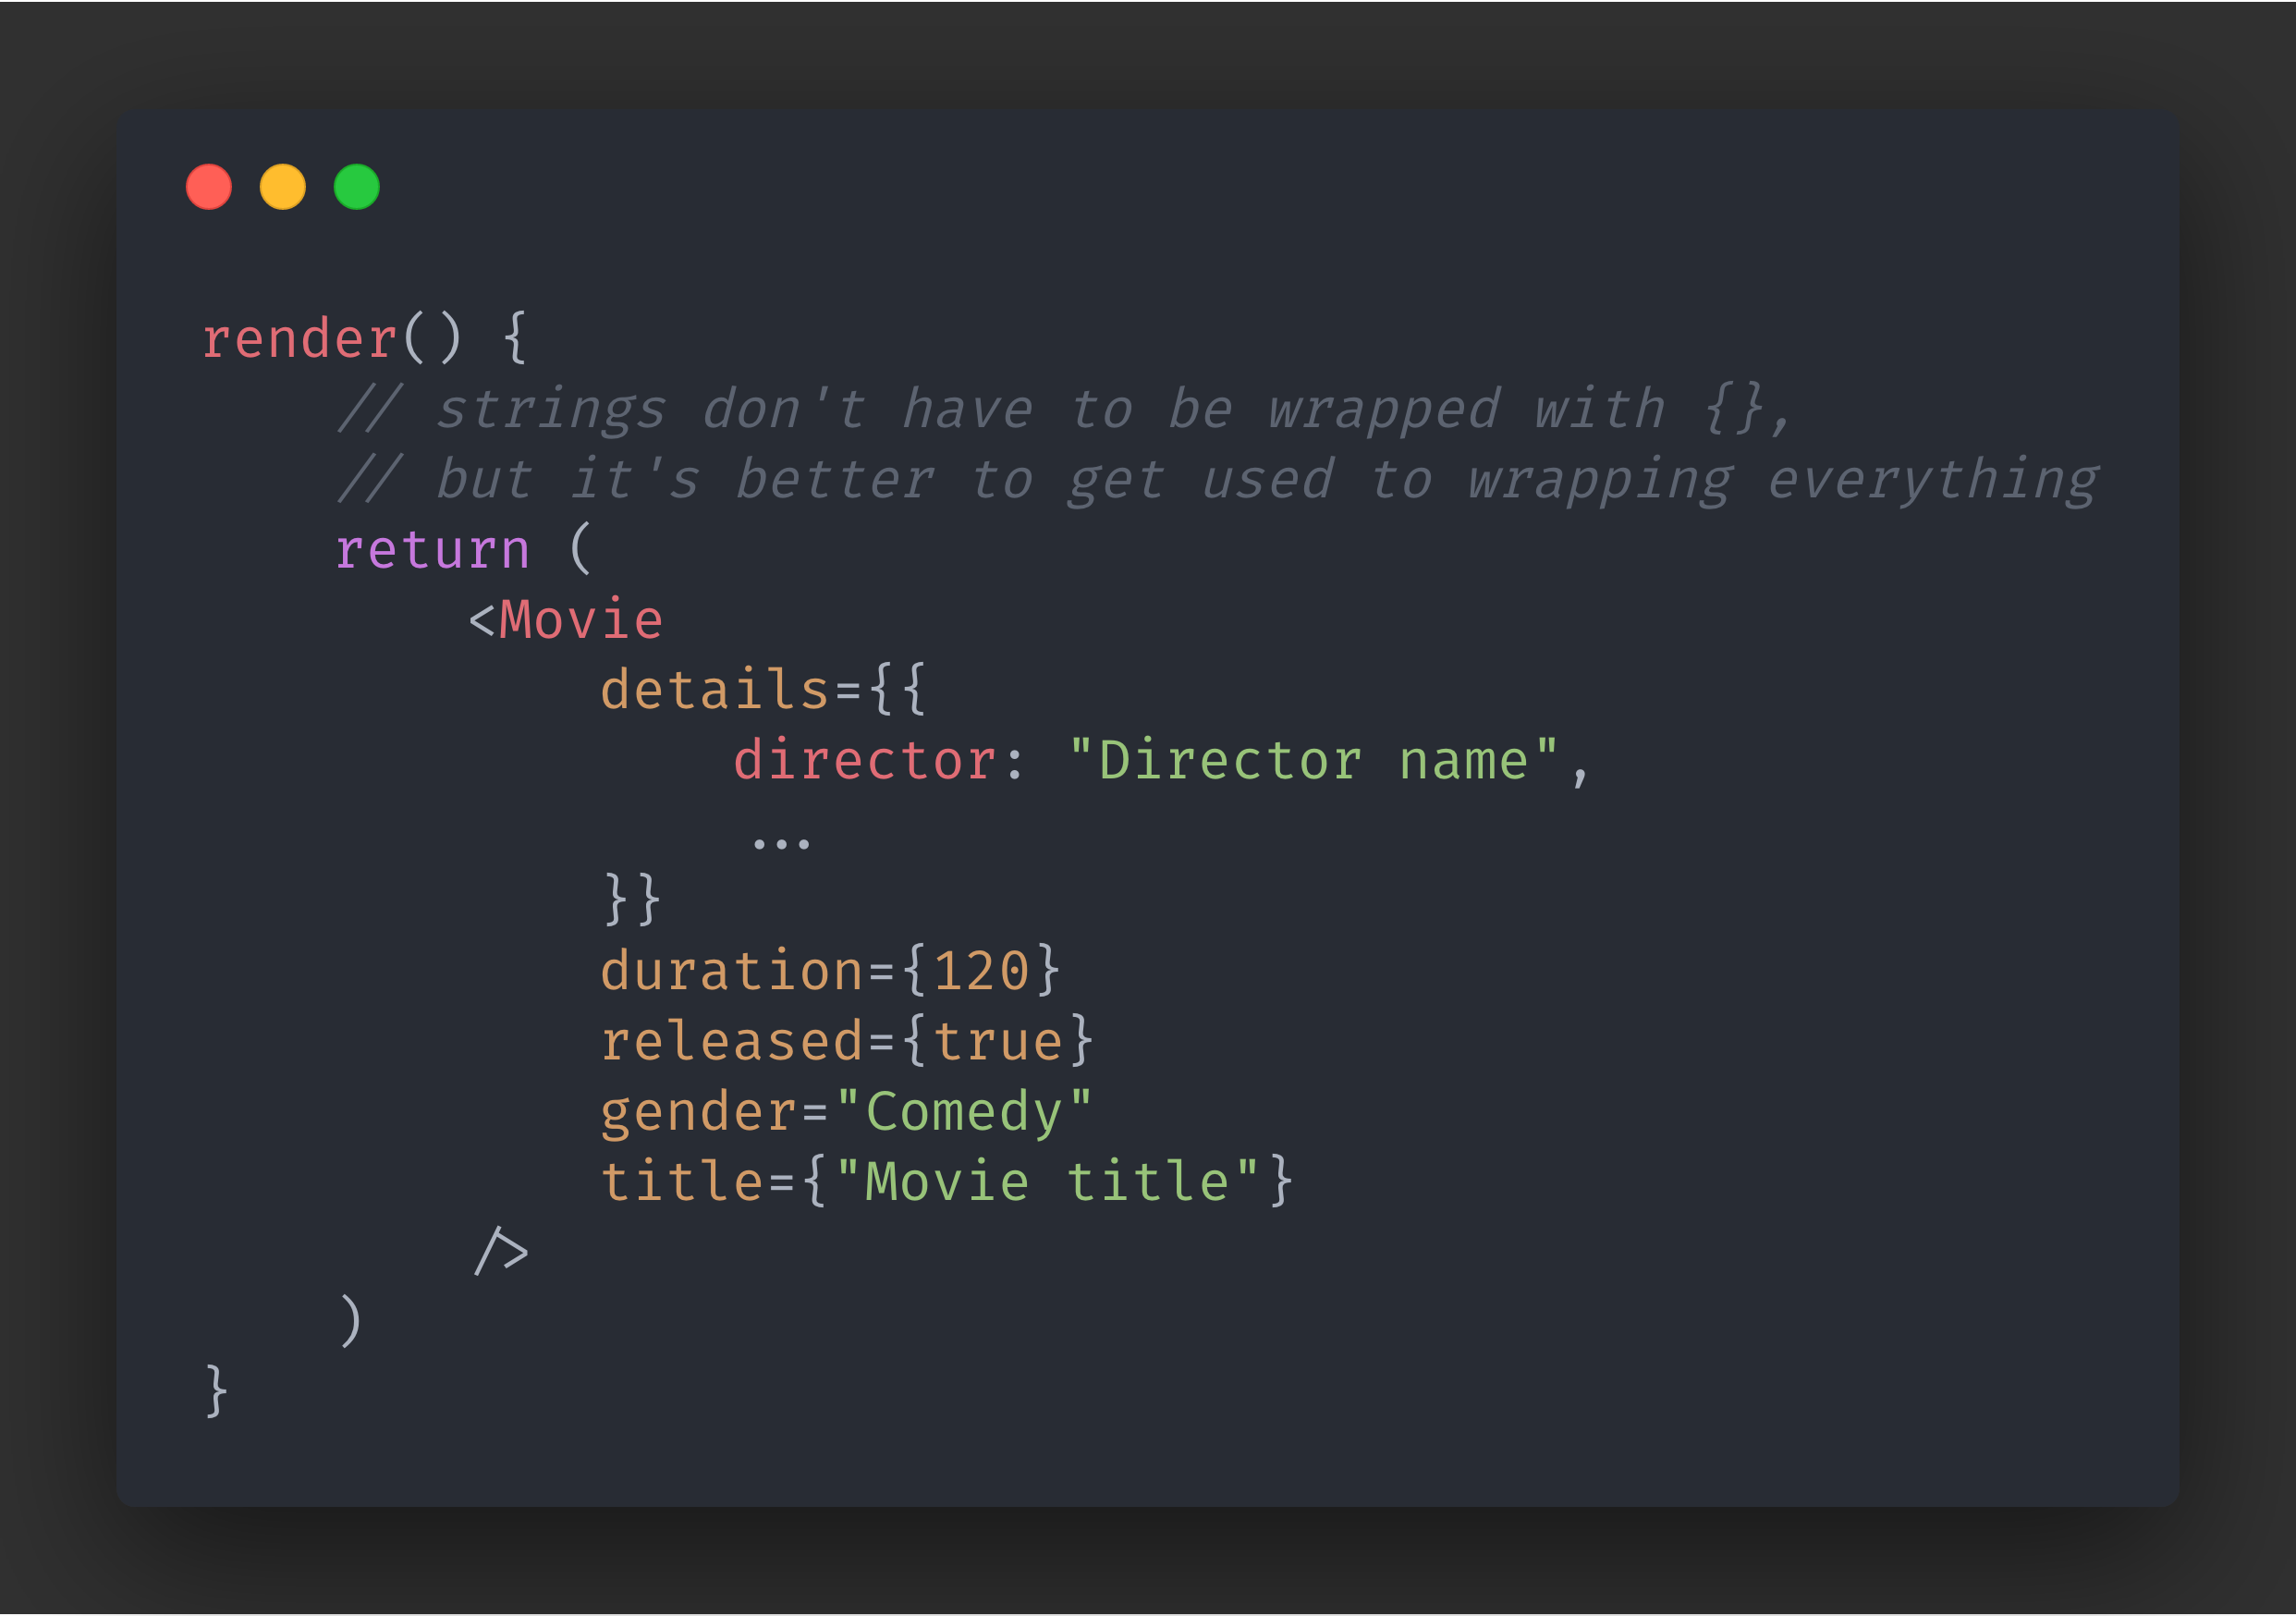 render() {
    // strings don't have to be wrapped with {},
    // but it's better to get used to wrapping everything
    return (
        <Movie
            details={{
                director: "Director name",
                ...
            }}
            duration={120}
            released={true}
            gender="Comedy"
            title={"Movie title"}
        />
    )
}